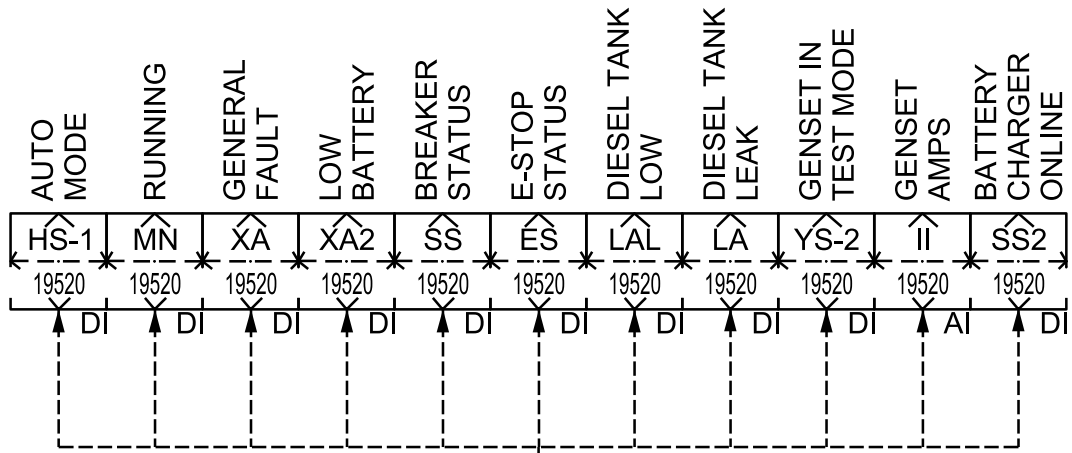 AUTO
MODE
RUNNING
GENERAL
FAULT
LOW
BATTERY
BREAKER
STATUS
E-STOP
STATUS
DIESEL TANK
LOW
DIESEL TANK
LEAK
GENSET IN
TEST MODE
GENSET
AMPS
BATTERY
CHARGER
ONLINE
HS-1 MN XA XA2 SS ES LAL LA YS-2 II SS2
19520 19520 19520 19520 19520 19520 19520 19520 19520 19520 19520
DI DI DI DI DI DI DI DI DI AI DI